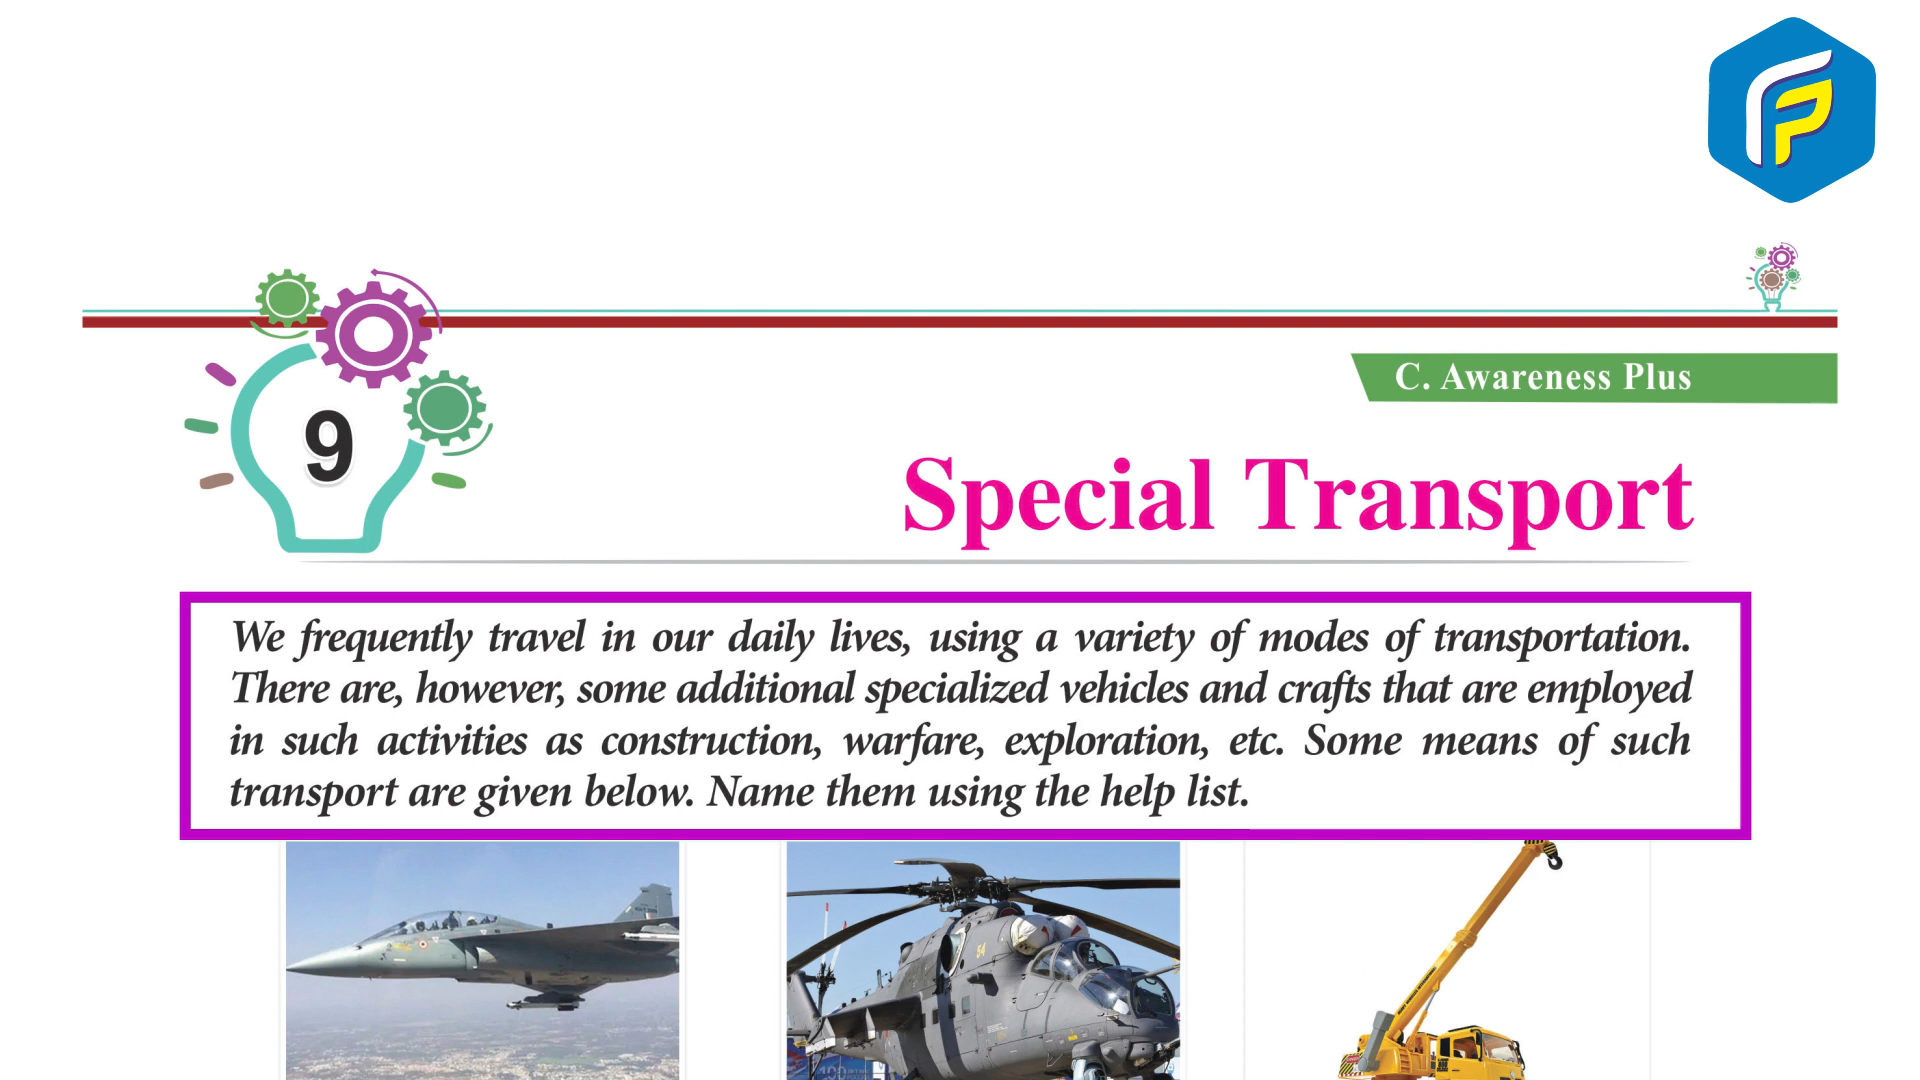 C. Awareness Plus
9
Special Transport
We frequently travel in our daily lives, using a variety of modes of transportation.
There are, however, some additional specialized vehicles and crafts that are employed
in such activities as construction, warfare, exploration, etc. Some means of such
transport are given below. Name them using the help list.
54